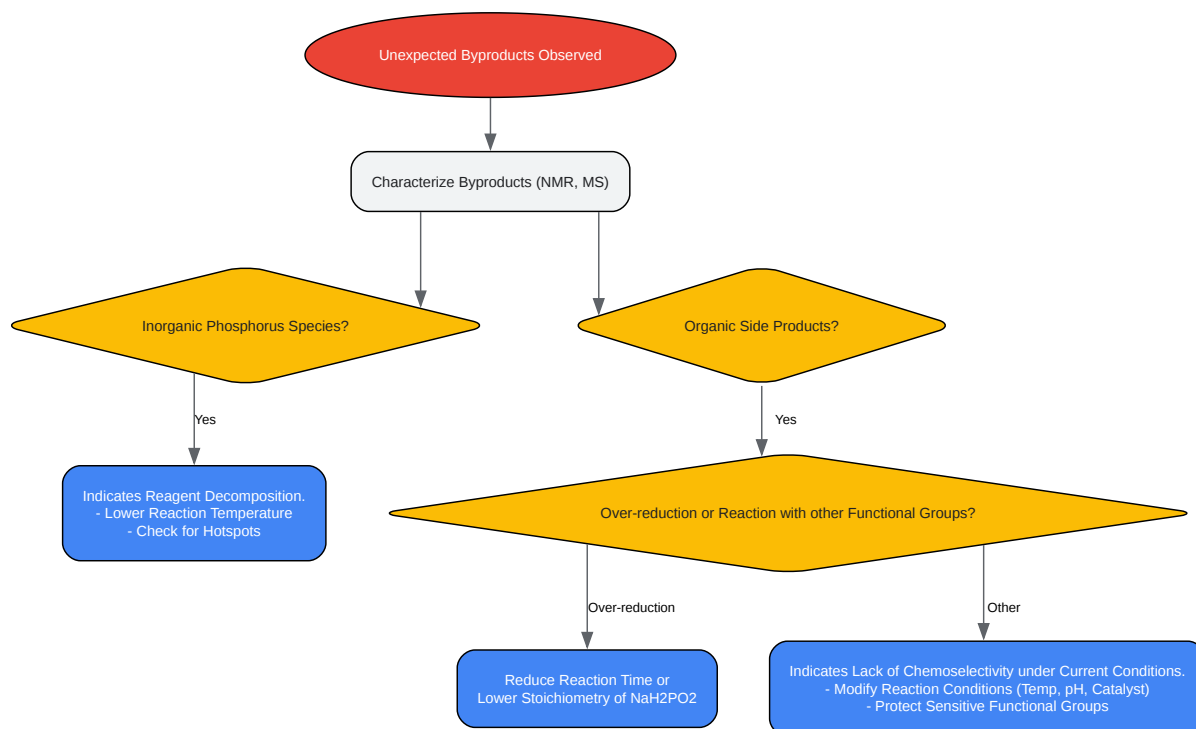 Unexpected Byproducts Observed
Characterize Byproducts (NMR, MS)
Inorganic Phosphorus Species?
Organic Side Products?
Yes
Yes
Indicates Reagent Decomposition.
- Lower Reaction Temperature
- Check for Hotspots
Over-reduction or Reaction with other Functional Groups?
Over-reduction
Other
Reduce Reaction Time or
Lower Stoichiometry of NaH2PO2
Indicates Lack of Chemoselectivity under Current Conditions.
- Modify Reaction Conditions (Temp, pH, Catalyst)
- Protect Sensitive Functional Groups